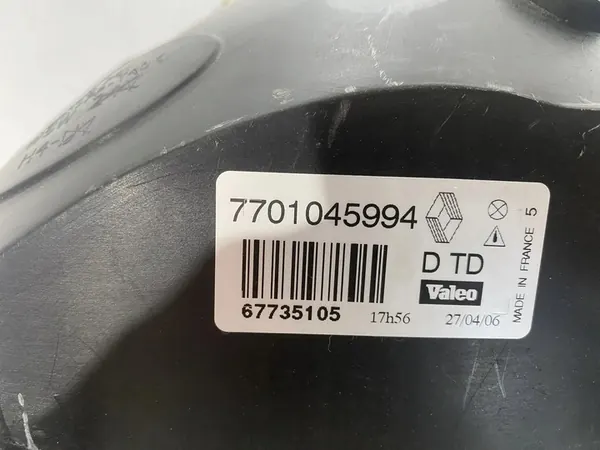 7701045994
D TD
67735105
Valeo
17h56
27/04/06
MADE IN FRANCE 5